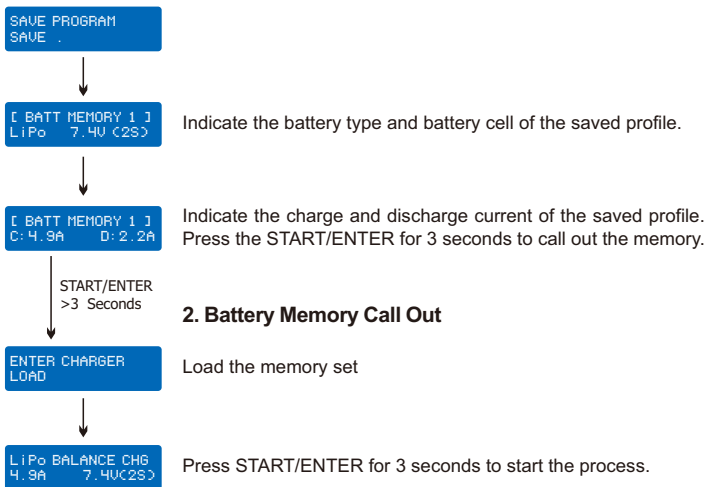 SAVE PROGRAM
SAVE .
[ BATT MEMORY 1 ]
LiPo 7.4V (2S)
Indicate the battery type and battery cell of the saved profile.
[ BATT MEMORY 1 ]
C:4.9A D:2.2A
Indicate the charge and discharge current of the saved profile.
Press the START/ENTER for 3 seconds to call out the memory.
START/ENTER
>3 Seconds
2. Battery Memory Call Out
ENTER CHARGER
LOAD
Load the memory set
LiPo BALANCE CHG
4.9A 7.4V(2S)
Press START/ENTER for 3 seconds to start the process.